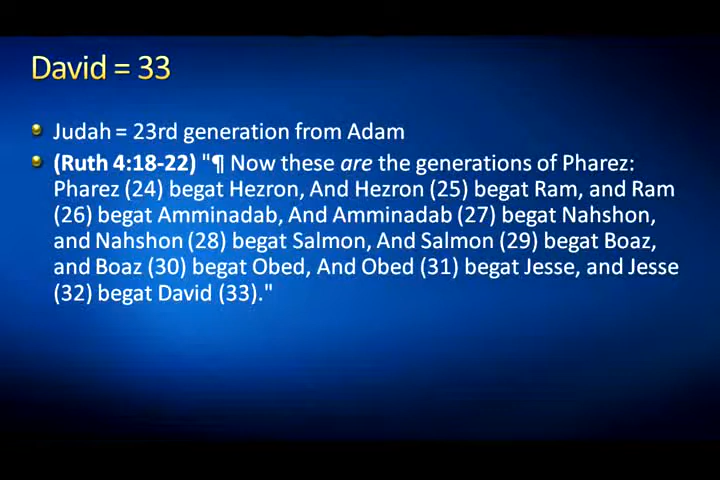 David = 33
Judah = 23rd generation from Adam
(Ruth 4:18-22) "¶ Now these are the generations of Pharez:
Pharez (24) begat Hezron, And Hezron (25) begat Ram, and Ram
(26) begat Amminadab, And Amminadab (27) begat Nahshon,
and Nahshon (28) begat Salmon, And Salmon (29) begat Boaz,
and Boaz (30) begat Obed, And Obed (31) begat Jesse, and Jesse
(32) begat David (33)."